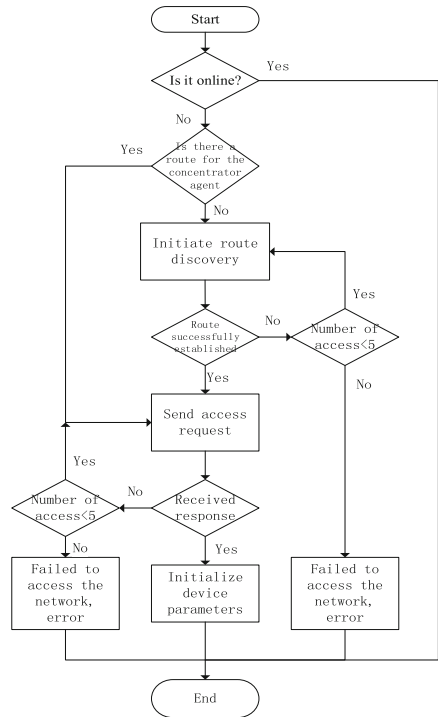 Start
Is it online?
Yes
No
Is there a
route for the
concentrator
agent
Yes
No
Initiate route
discovery
Yes
Route
successfully
established
No
Number of
access<5
Yes
No
Send access
request
Yes
Number of
access<5
No
Received
response
No
Yes
Failed to
access the
network,
error
Initialize
device
parameters
Failed to
access the
network,
error
End